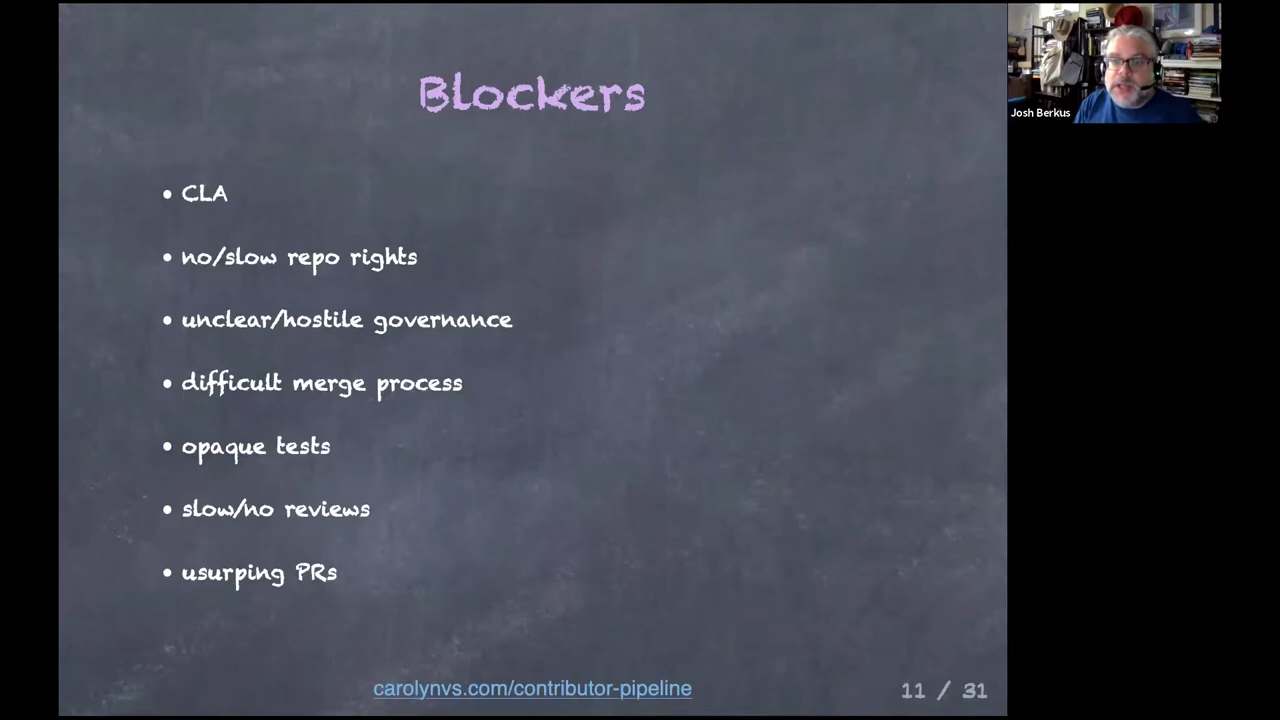 Blockers
• CLA
• no/slow repo rights
• unclear/hostile governance
• difficult merge process
• opaque tests
• slow/no reviews
• usurping PRs
carolynvs.com/contributor-pipeline
11 / 31
Josh Berkus